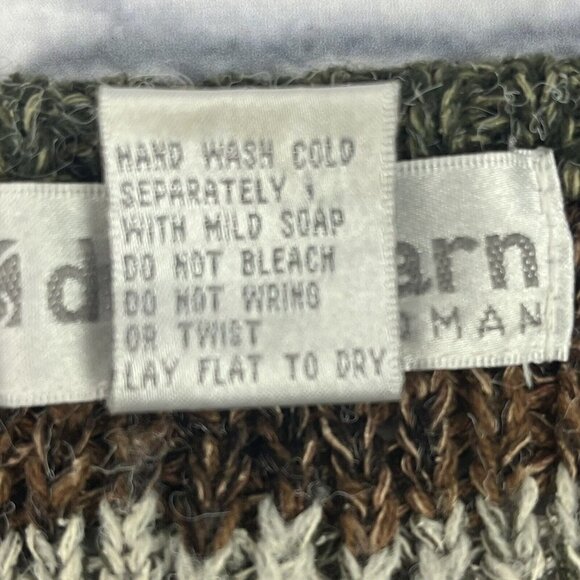 HAND WASH COLD
SEPARATELY,
WITH MILD SOAP
DO NOT BLEACH
DO NOT WRING
OR TWIST
LAY FLAT TO DRY